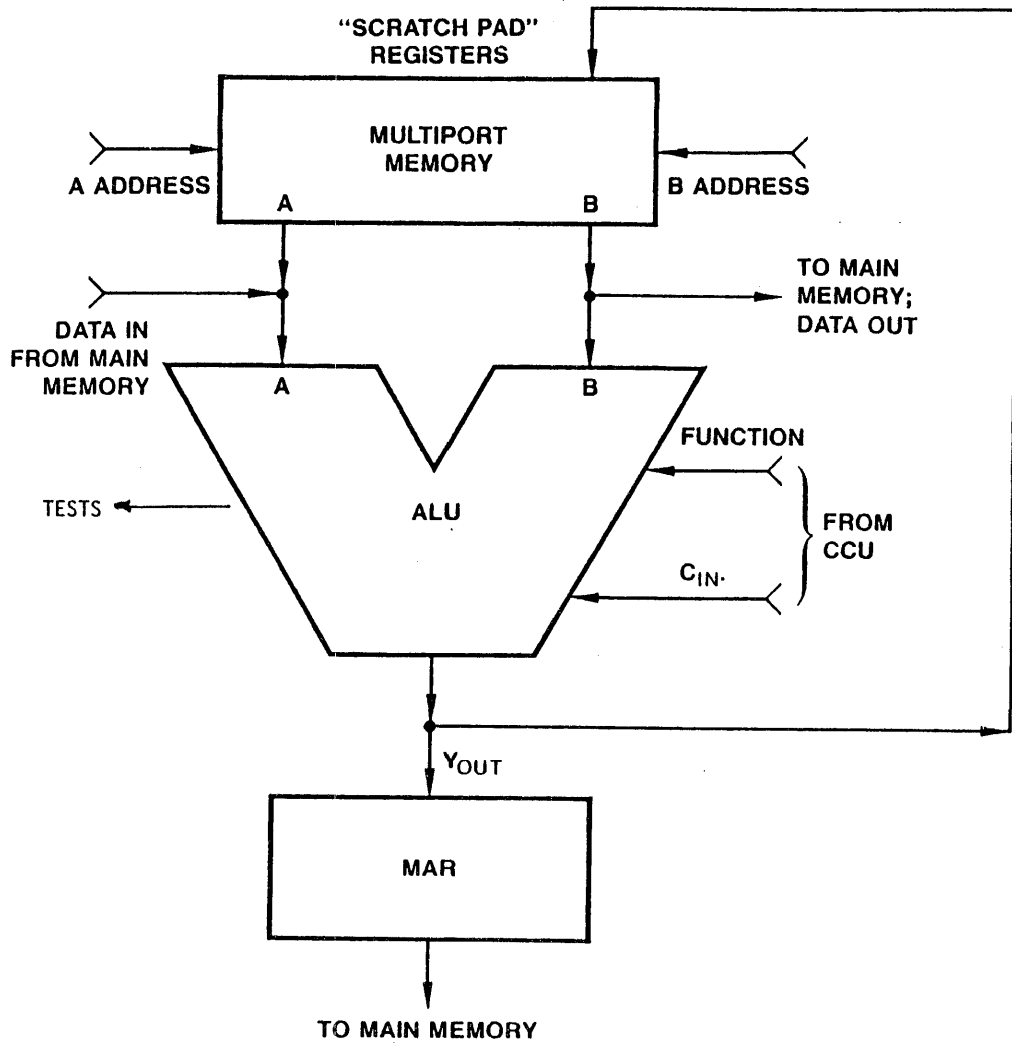 “SCRATCH PAD”
REGISTERS
MULTIPORT
MEMORY
A ADDRESS
B ADDRESS
A
B
DATA IN
FROM MAIN
MEMORY
TO MAIN
MEMORY;
DATA OUT
A
B
FUNCTION
TESTS
ALU
FROM
CCU
CIN.
YOUT
MAR
TO MAIN MEMORY